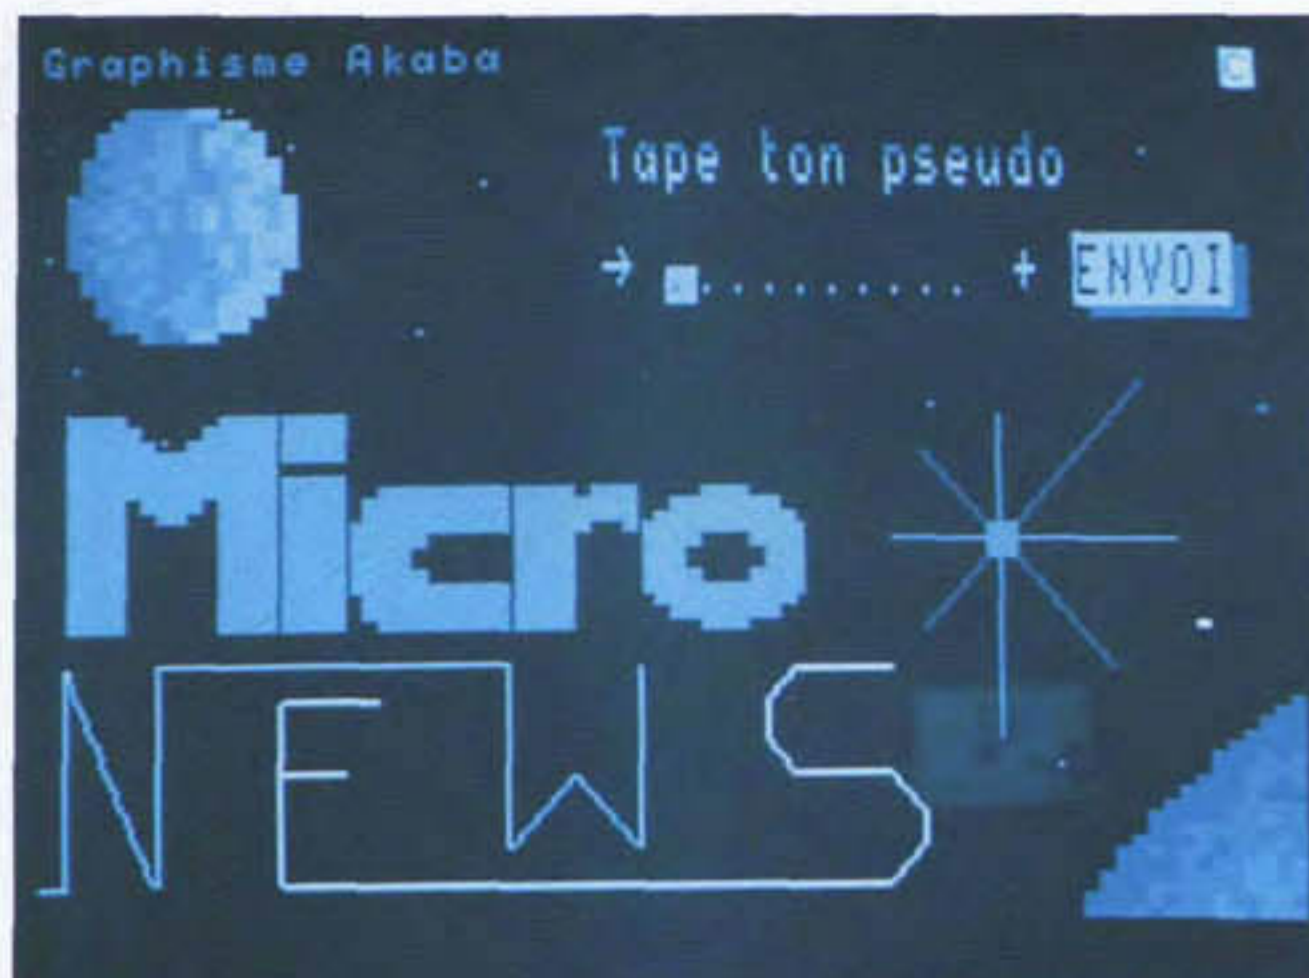 Graphisme Akaba
C
Tape ton pseudo
→ .......... + ENVOI
Micro
NEWS